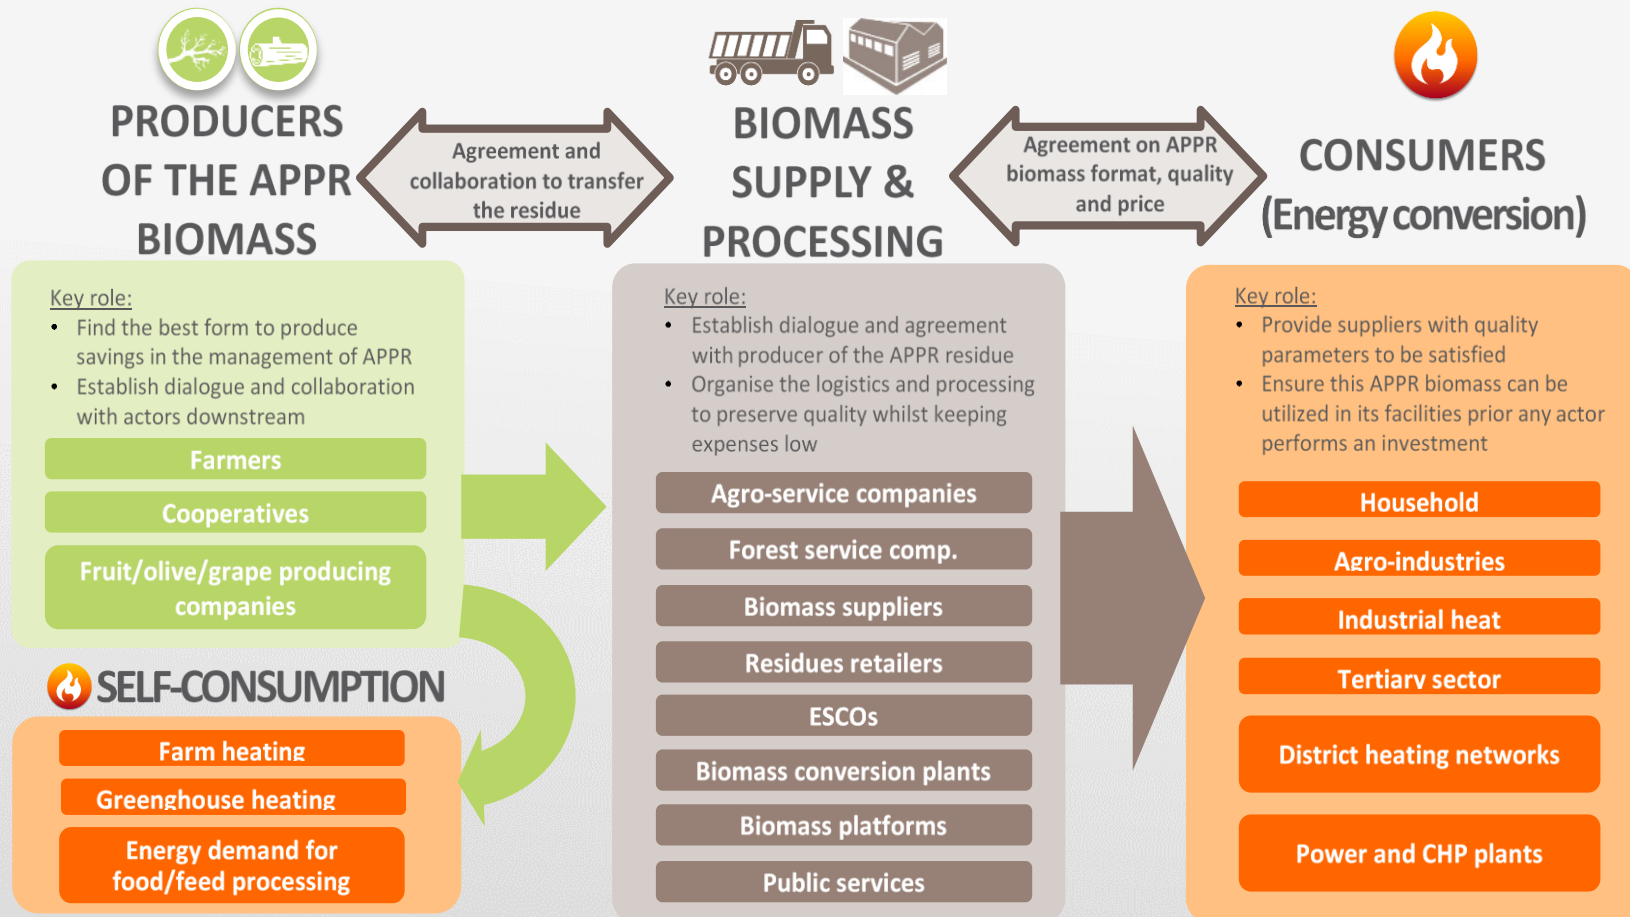 PRODUCERS
OF THE APPR
BIOMASS
Agreement and
collaboration to transfer
the residue
BIOMASS
SUPPLY &
PROCESSING
Agreement on APPR
biomass format, quality
and price
CONSUMERS
(Energy conversion)
Key role:
• Find the best form to produce
savings in the management of APPR
• Establish dialogue and collaboration
with actors downstream
Farmers
Cooperatives
Fruit/olive/grape producing
companies
SELF-CONSUMPTION
Farm heating
Greenghouse heating
Energy demand for
food/feed processing
Key role:
• Establish dialogue and agreement
with producer of the APPR residue
• Organise the logistics and processing
to preserve quality whilst keeping
expenses low
Agro-service companies
Forest service comp.
Biomass suppliers
Residues retailers
ESCOs
Biomass conversion plants
Biomass platforms
Public services
Key role:
• Provide suppliers with quality
parameters to be satisfied
• Ensure this APPR biomass can be
utilized in its facilities prior any actor
performs an investment
Household
Agro-industries
Industrial heat
Tertiary sector
District heating networks
Power and CHP plants